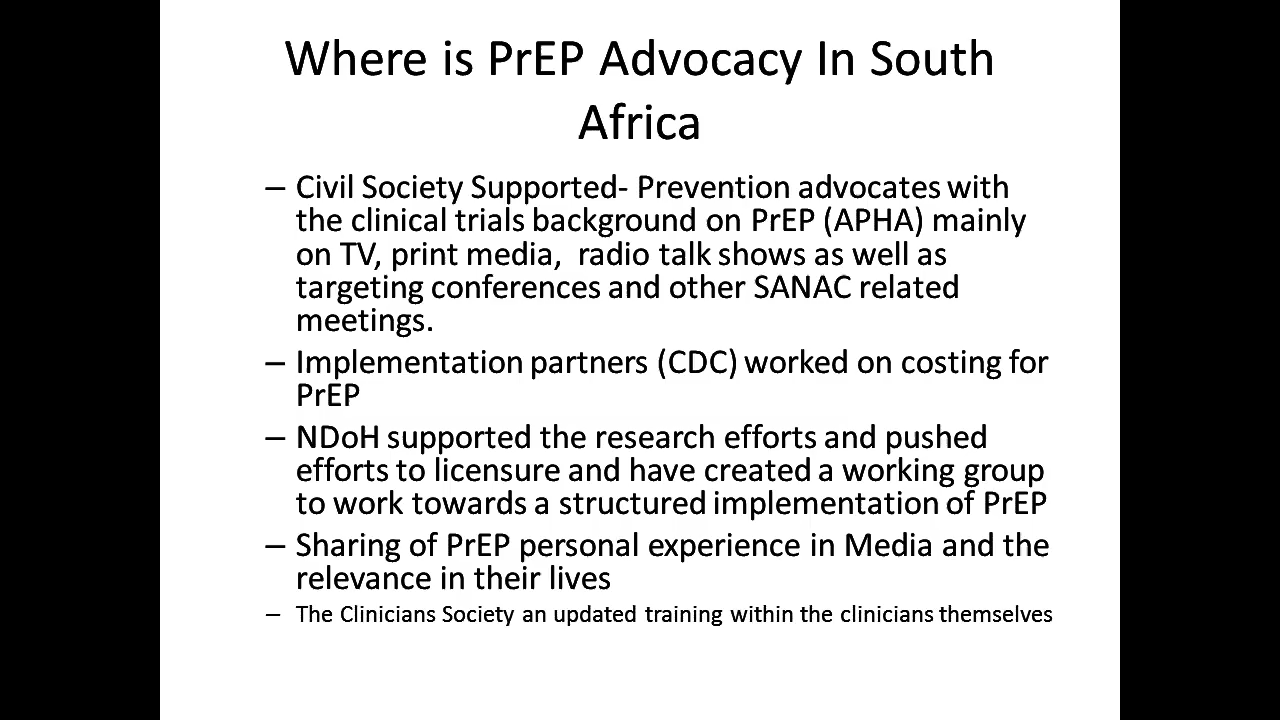 Where is PrEP Advocacy In South
Africa
– Civil Society Supported- Prevention advocates with
the clinical trials background on PrEP (APHA) mainly
on TV, print media,  radio talk shows as well as
targeting conferences and other SANAC related
meetings.
– Implementation partners (CDC) worked on costing for
PrEP
– NDoH supported the research efforts and pushed
efforts to licensure and have created a working group
to work towards a structured implementation of PrEP
– Sharing of PrEP personal experience in Media and the
relevance in their lives
– The Clinicians Society an updated training within the clinicians themselves